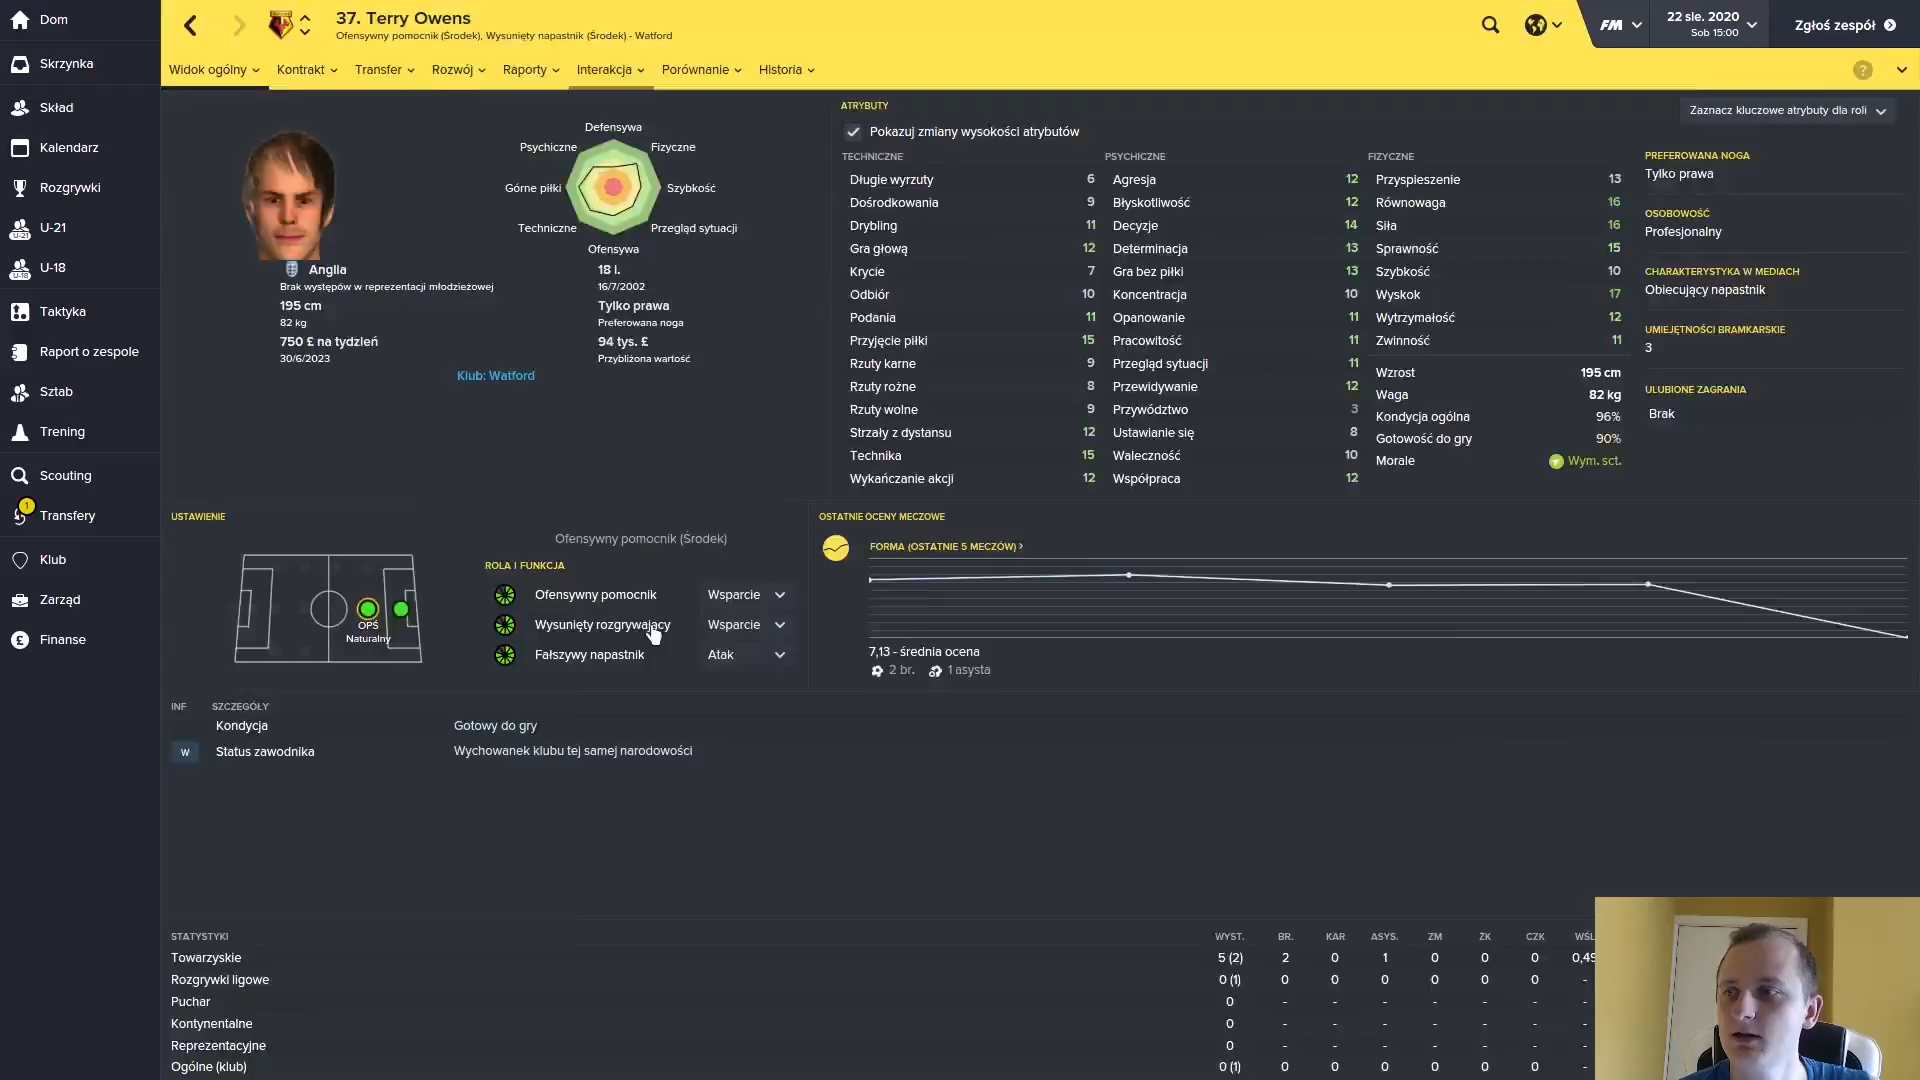 Dom
Skrzynka
Skład
Kalendarz
Rozgrywki
U-21
U-18
Taktyka
Raport o zespole
Sztab
Trening
Scouting
1
Transfery
Klub
Zarząd
Finanse
37. Terry Owens
Ofensywny pomocnik (Środek), Wysunięty napastnik (Środek) - Watford
FM
22 sie. 2020
Sob 15:00
Zgłoś zespół
Widok ogólny
Kontrakt
Transfer
Rozwój
Raporty
Interakcja
Porównanie
Historia
?
Defensywa
Psychiczne
Fizyczne
Górne piłki
Szybkość
Techniczne
Przegląd sytuacji
Ofensywa
Anglia
Brak występów w reprezentacji młodzieżowej
195 cm
82 kg
750 £ na tydzień
30/6/2023
18 l.
16/7/2002
Tylko prawa
Preferowana noga
94 tys. £
Przybliżona wartość
Klub: Watford
ATRYBUTY
Zaznacz kluczowe atrybuty dla roli
Pokazuj zmiany wysokości atrybutów
TECHNICZNE
Długie wyrzuty 6
Dośrodkowania 9
Drybling 11
Gra głową 12
Krycie 7
Odbiór 10
Podania 11
Przyjęcie piłki 15
Rzuty karne 9
Rzuty rożne 8
Rzuty wolne 9
Strzały z dystansu 12
Technika 15
Wykańczanie akcji 12
PSYCHICZNE
Agresja 12
Błyskotliwość 12
Decyzje 14
Determinacja 13
Gra bez piłki 13
Koncentracja 10
Opanowanie 11
Pracowitość 11
Przegląd sytuacji 11
Przewidywanie 12
Przywództwo 3
Ustawianie się 8
Waleczność 10
Współpraca 12
FIZYCZNE
Przyspieszenie 13
Równowaga 16
Siła 16
Sprawność 15
Szybkość 10
Wyskok 17
Wytrzymałość 12
Zwinność 11
Wzrost 195 cm
Waga 82 kg
Kondycja ogólna 96%
Gotowość do gry 90%
Morale Wym. sct.
PREFEROWANA NOGA
Tylko prawa
OSOBOWOŚĆ
Profesjonalny
CHARAKTERYSTYKA W MEDIACH
Obiecujący napastnik
UMIEJĘTNOŚCI BRAMKARSKIE
3
ULUBIONE ZAGRANIA
Brak
USTAWIENIE
OPŚ
Naturalny
Ofensywny pomocnik (Środek)
ROLA I FUNKCJA
Ofensywny pomocnik Wsparcie
Wysunięty rozgrywający Wsparcie
Fałszywy napastnik Atak
OSTATNIE OCENY MECZOWE
FORMA (OSTATNIE 5 MECZÓW) >
7,13 - średnia ocena
2 br. 1 asysta
INF SZCZEGÓŁY
Kondycja Gotowy do gry
W Status zawodnika Wychowanek klubu tej samej narodowości
STATYSTYKI WYST. BR. KAR ASYS. ZM ŻK CZK WŚL
Towarzyskie 5 (2) 2 0 1 0 0 0 0,49
Rozgrywki ligowe 0 (1) 0 0 0 0 0 0 -
Puchar 0 - - - - - - -
Kontynentalne 0 - - - - - - -
Reprezentacyjne 0 - - - - - - -
Ogólne (klub) 0 (1) 0 0 0 0 0 0 -